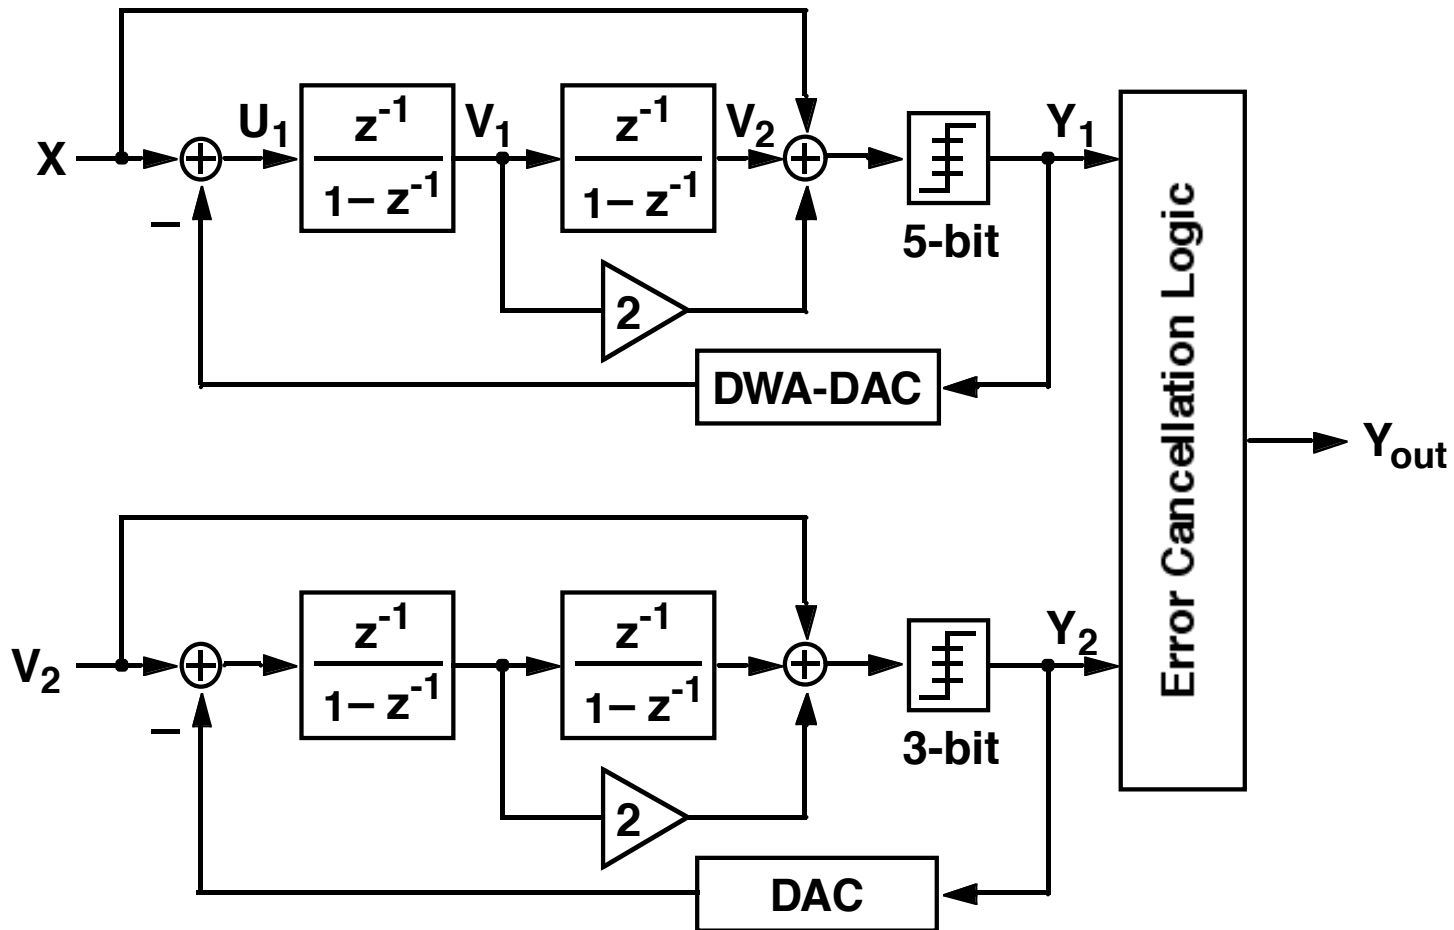 X
U1
z-1
1– z-1
V1
z-1
1– z-1
V2
2
5-bit
Y1
DWA-DAC
–
Error Cancellation Logic
Yout
V2
z-1
1– z-1
z-1
1– z-1
2
3-bit
Y2
DAC
–